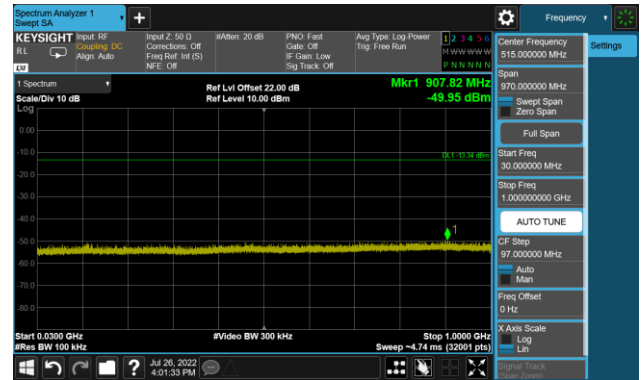 Spectrum Analyzer 1
Swept SA
KEYSIGHT
RL
Input: RF
Coupling: DC
Align: Auto
Input Z: 50 Ω
Corrections: Off
Freq Ref: Int (S)
NFE: Off
#Atten: 20 dB
PNO: Fast
Gate: Off
IF Gain: Low
Sig Track: Off
Avg Type: Log-Power
Trig: Free Run
1 2 3 4 5 6
M W W W W W
P N N N N N
LXI
1 Spectrum
Scale/Div 10 dB
Ref Lvl Offset 22.00 dB
Ref Level 10.00 dBm
Mkr1 907.82 MHz
-49.95 dBm
Log
0.00
-10.0
DL1 -13.34 dBm
-20.0
-30.0
-40.0
1
-50.0
-60.0
-70.0
-80.0
Start 0.0300 GHz
#Res BW 100 kHz
#Video BW 300 kHz
Stop 1.0000 GHz
Sweep ~4.74 ms (32001 pts)
?
Jul 26, 2022
4:01:33 PM
Frequency
Settings
Center Frequency
515.000000 MHz
Span
970.000000 MHz
Swept Span
Zero Span
Full Span
Start Freq
30.000000 MHz
Stop Freq
1.000000000 GHz
AUTO TUNE
CF Step
97.000000 MHz
Auto
Man
Freq Offset
0 Hz
X Axis Scale
Log
Lin
Signal Track
(Span Zoom)